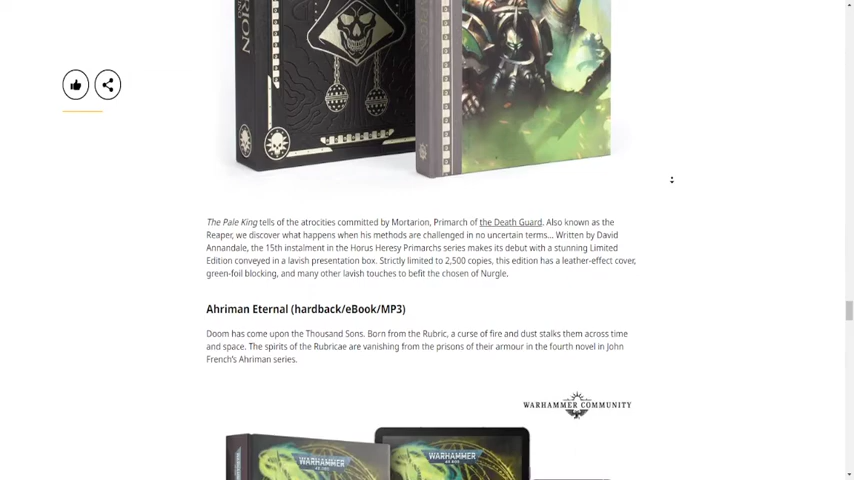 The Pale King tells of the atrocities committed by Mortarion, Primarch of the Death Guard. Also known as the
Reaper, we discover what happens when his methods are challenged in no uncertain terms... Written by David
Annandale, the 15th instalment in the Horus Heresy Primarchs series makes its debut with a stunning Limited
Edition conveyed in a lavish presentation box. Strictly limited to 2,500 copies, this edition has a leather-effect cover,
green-foil blocking, and many other lavish touches to befit the chosen of Nurgle.
Ahriman Eternal (hardback/eBook/MP3)
Doom has come upon the Thousand Sons. Born from the Rubric, a curse of fire and dust stalks them across time
and space. The spirits of the Rubricae are vanishing from the prisons of their armour in the fourth novel in John
French's Ahriman series.
WARHAMMER COMMUNITY
WARHAMMER
WARHAMMER